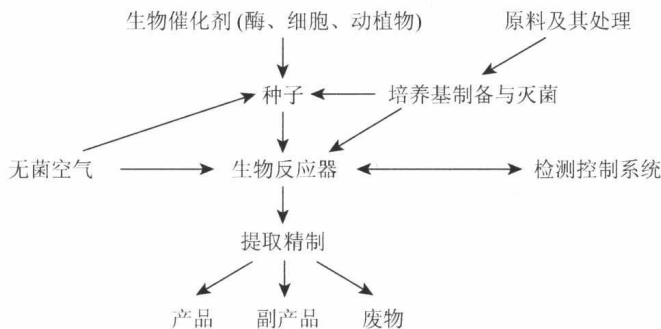 生物催化剂(酶、细胞、动植物)
原料及其处理
种子
培养基制备与灭菌
无菌空气
生物反应器
检测控制系统
提取精制
产品
副产品
废物